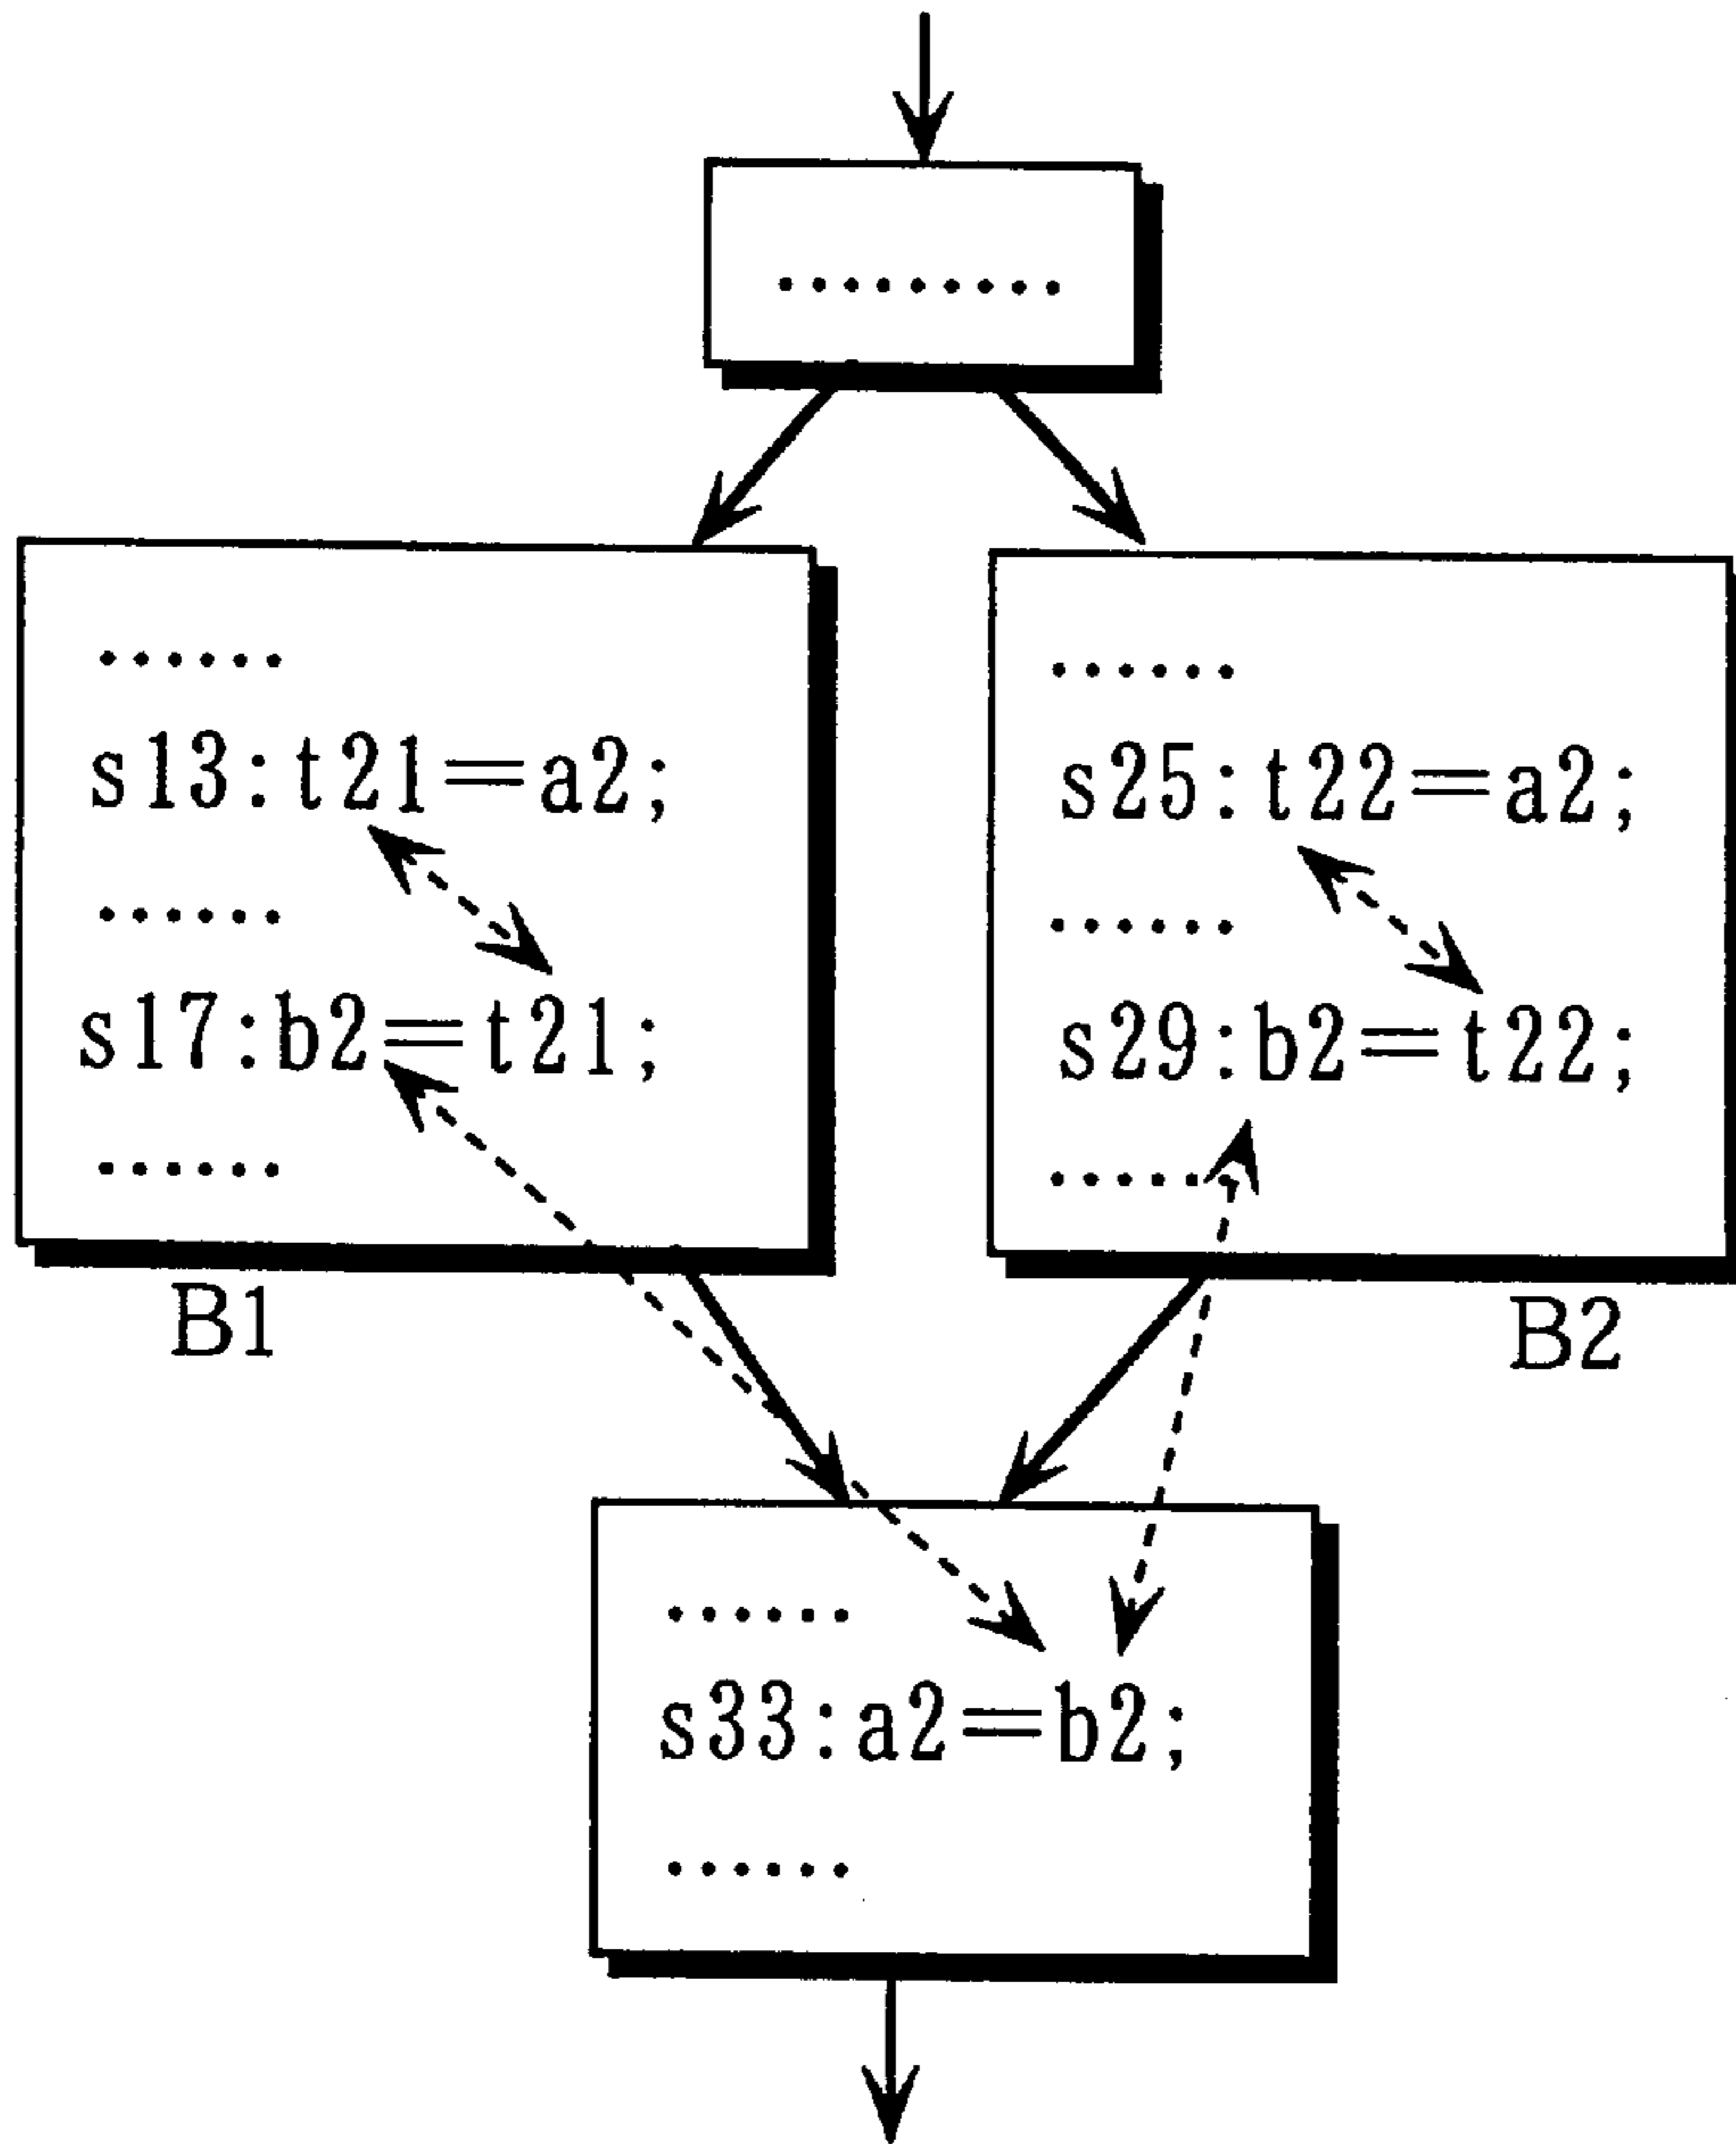 .........
......
s13:t21=a2;
......
s17:b2=t21;
......
B1
......
s25:t22=a2;
......
s29:b2=t22;
......
B2
......
s33:a2=b2;
......